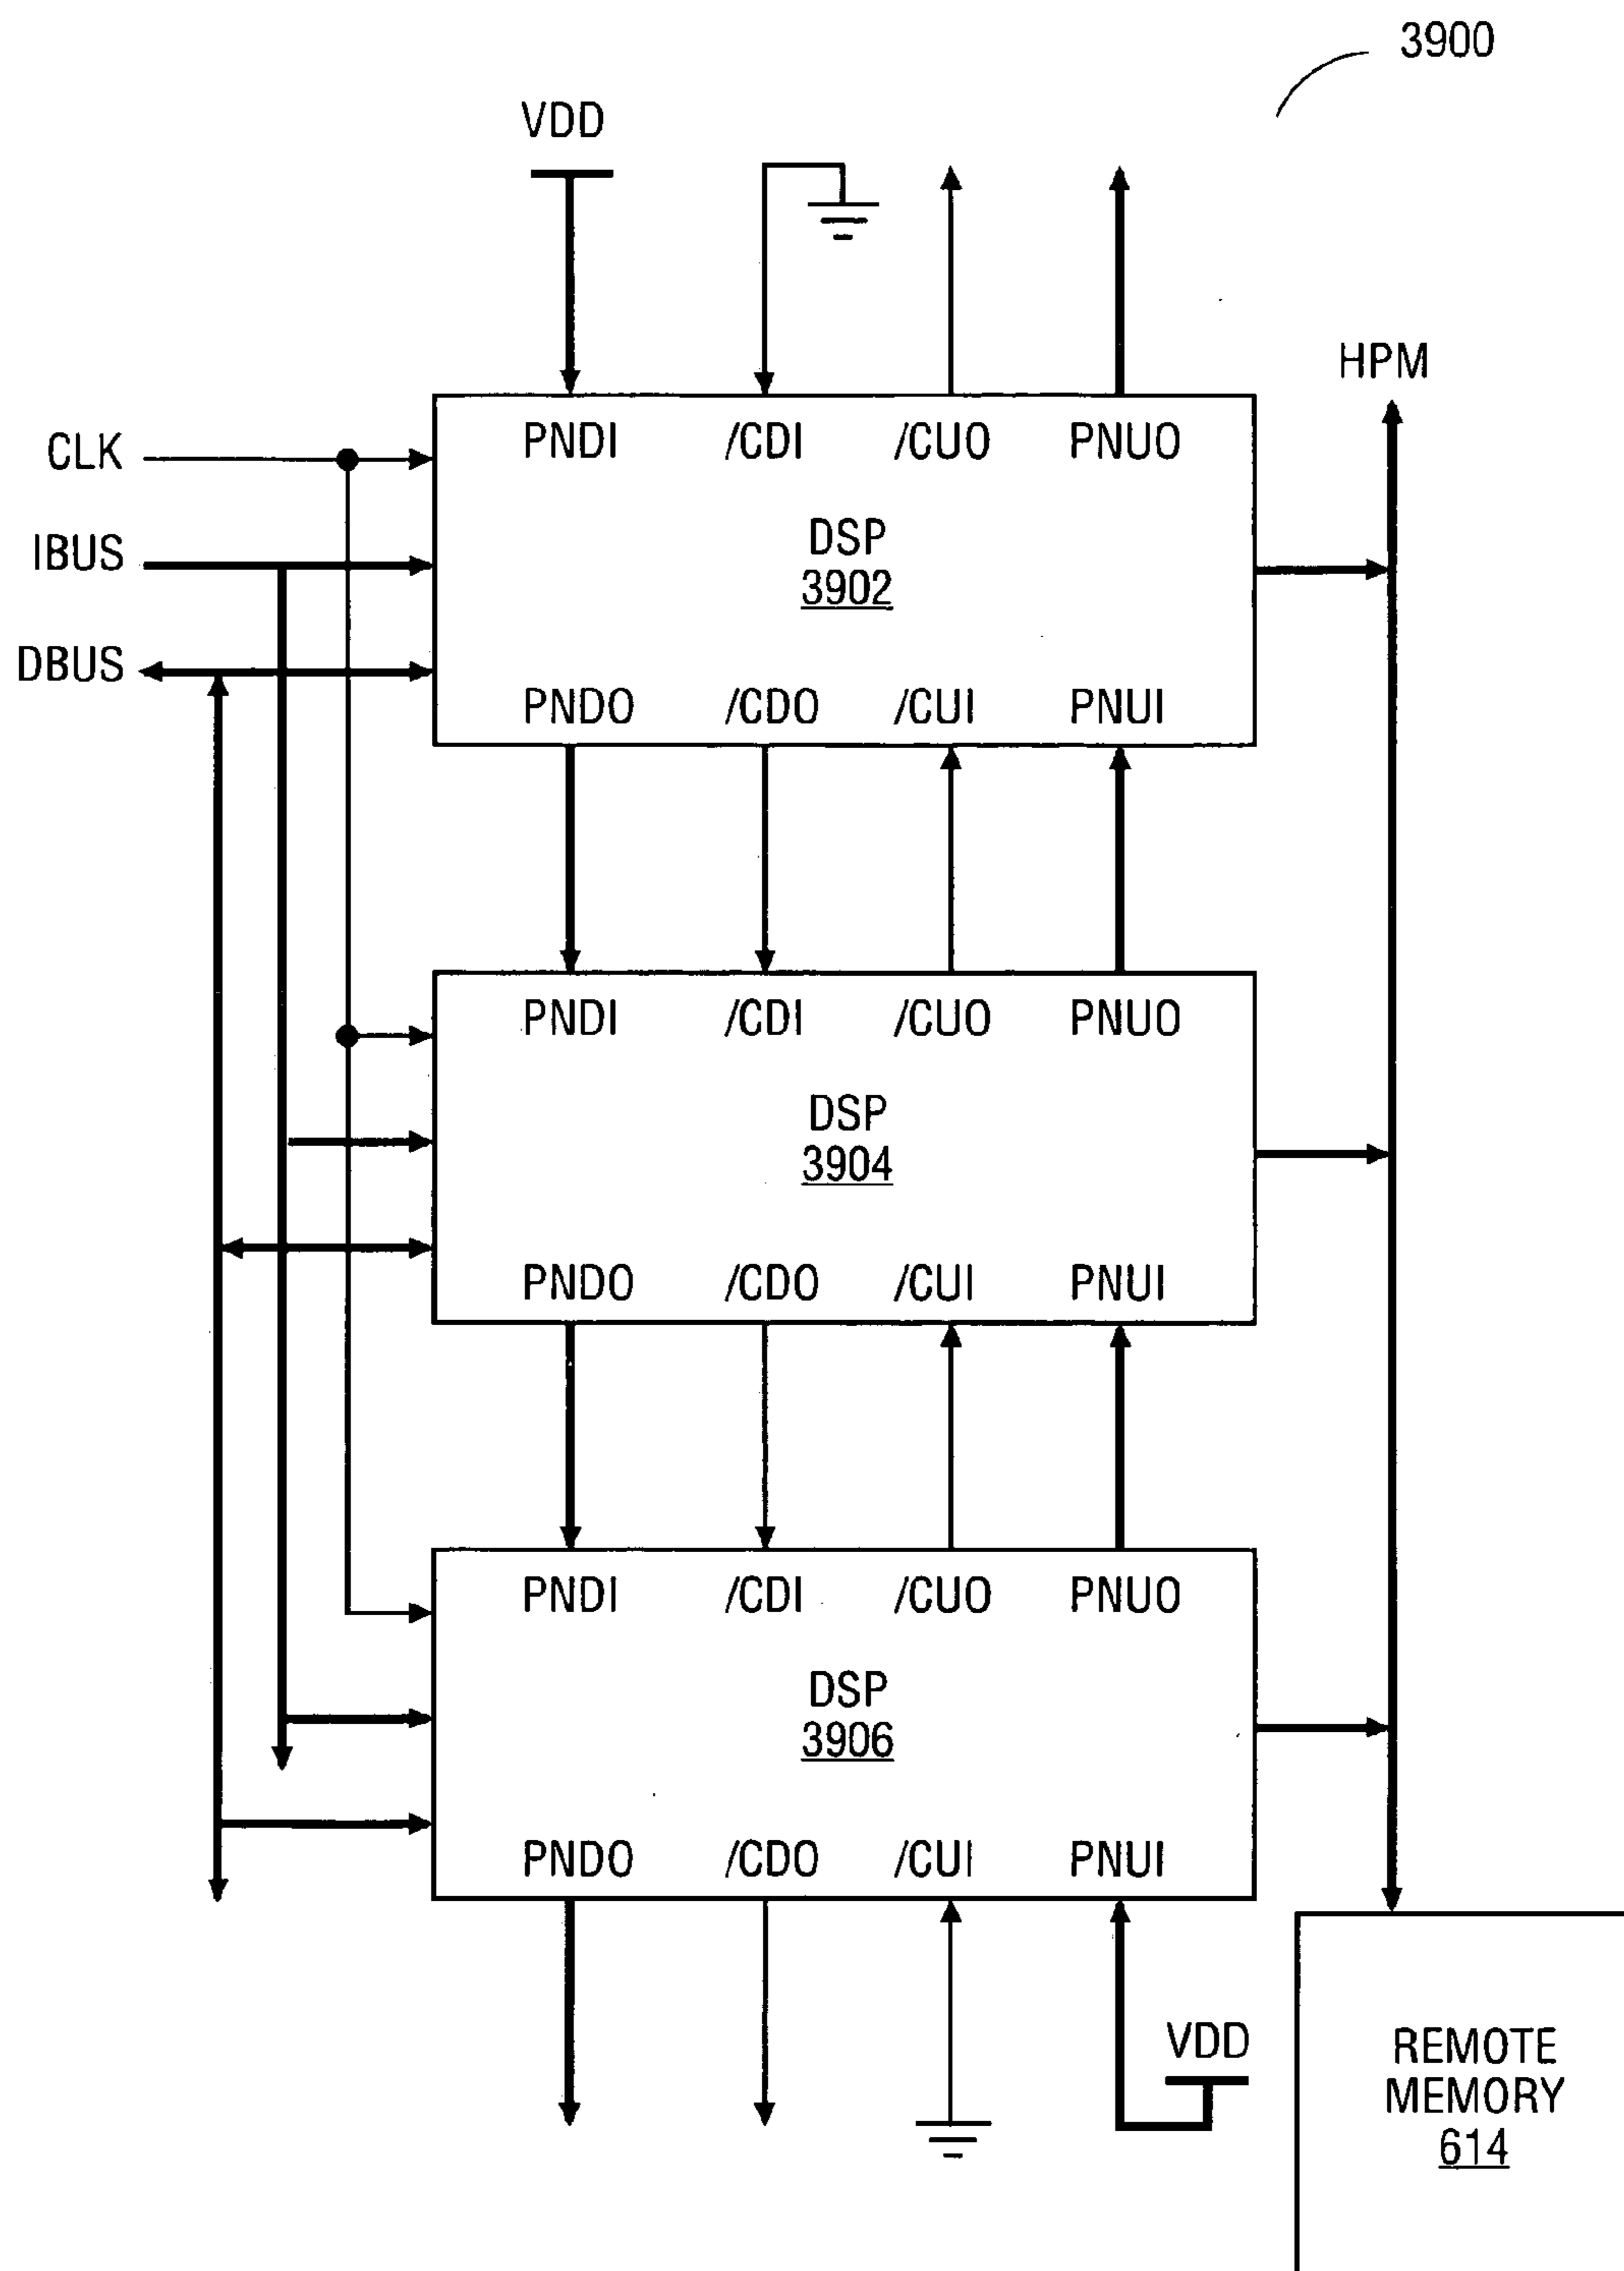 3900
VDD
HPM
CLK
IBUS
DBUS
PNDI /CDI /CUO PNUO
DSP
3902
PNDO /CDO /CUI PNUI
PNDI /CDI /CUO PNUO
DSP
3904
PNDO /CDO /CUI PNUI
PNDI /CDI /CUO PNUO
DSP
3906
PNDO /CDO /CUI PNUI
VDD
REMOTE
MEMORY
614